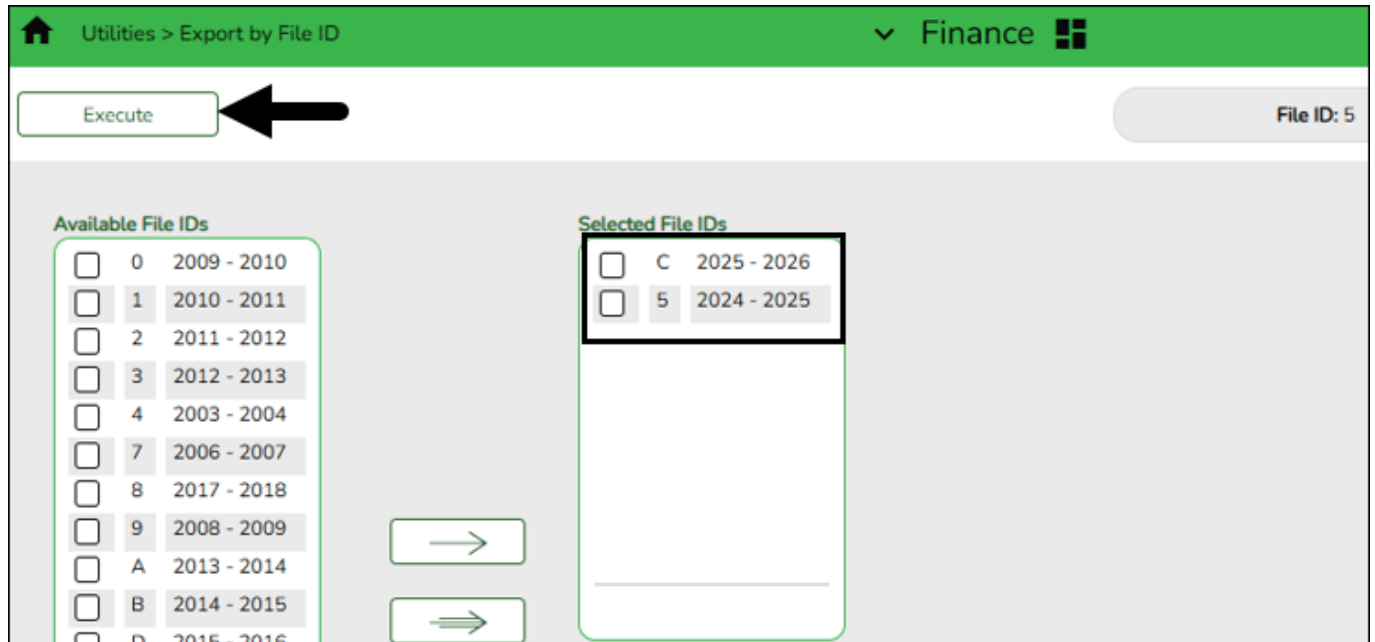 Utilities > Export by File ID
Finance
Execute
File ID: 5
Available File IDs
0 2009 - 2010
1 2010 - 2011
2 2011 - 2012
3 2012 - 2013
4 2003 - 2004
7 2006 - 2007
8 2017 - 2018
9 2008 - 2009
A 2013 - 2014
B 2014 - 2015
D 2015 - 2016
Selected File IDs
C 2025 - 2026
5 2024 - 2025